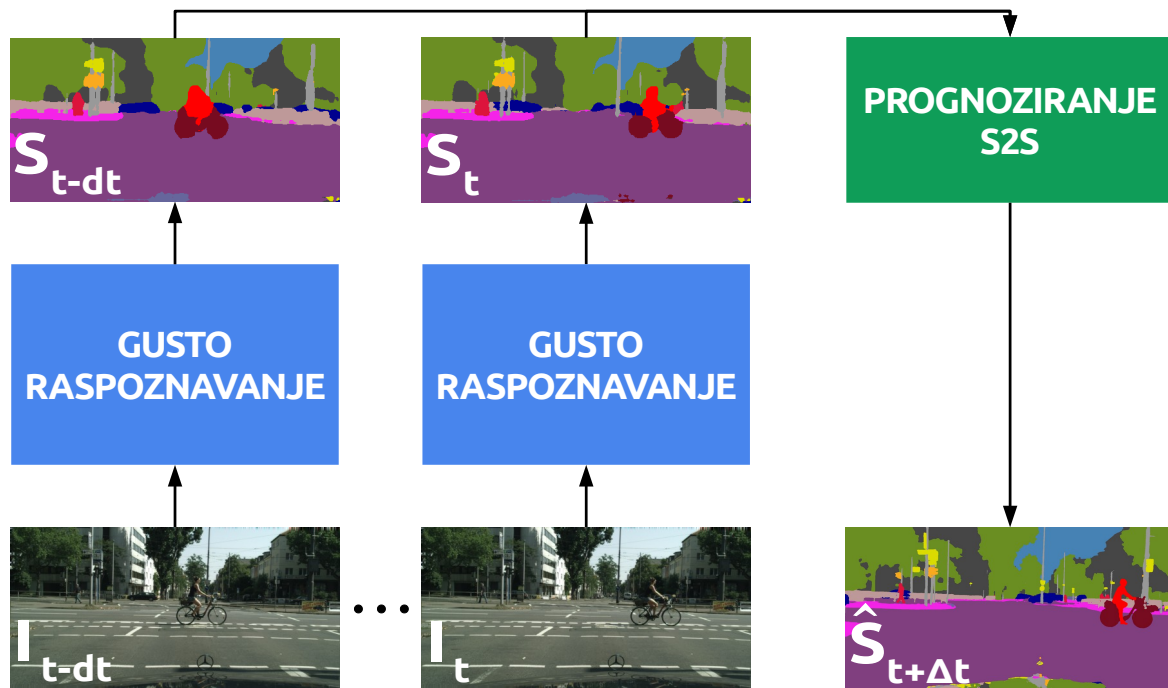 S t-dt
S t
PROGNOZIRANJE
S2S
GUSTO
RASPOZNAVANJE
GUSTO
RASPOZNAVANJE
I t-dt
...
I t
Ŝ t+Δt